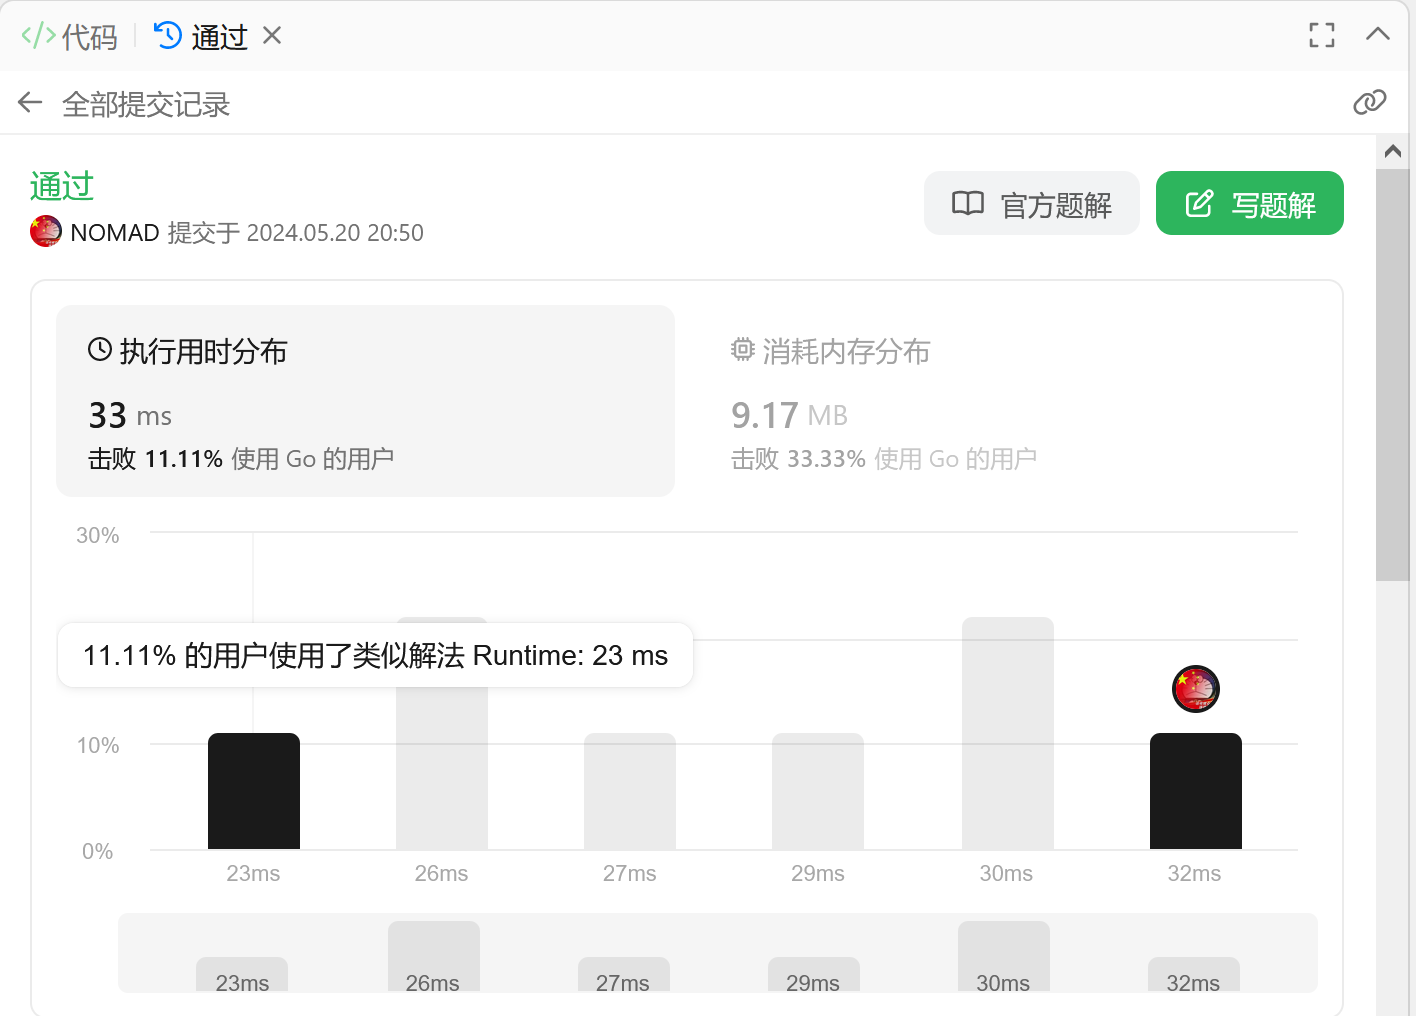 代码 通过
全部提交记录
通过
官方题解 写题解
NOMAD 提交于 2024.05.20 20:50
执行用时分布
33 ms
击败 11.11% 使用 Go 的用户
消耗内存分布
9.17 MB
击败 33.33% 使用 Go 的用户
30%
11.11% 的用户使用了类似解法 Runtime: 23 ms
10%
0%
23ms 26ms 27ms 29ms 30ms 32ms
23ms 26ms 27ms 29ms 30ms 32ms